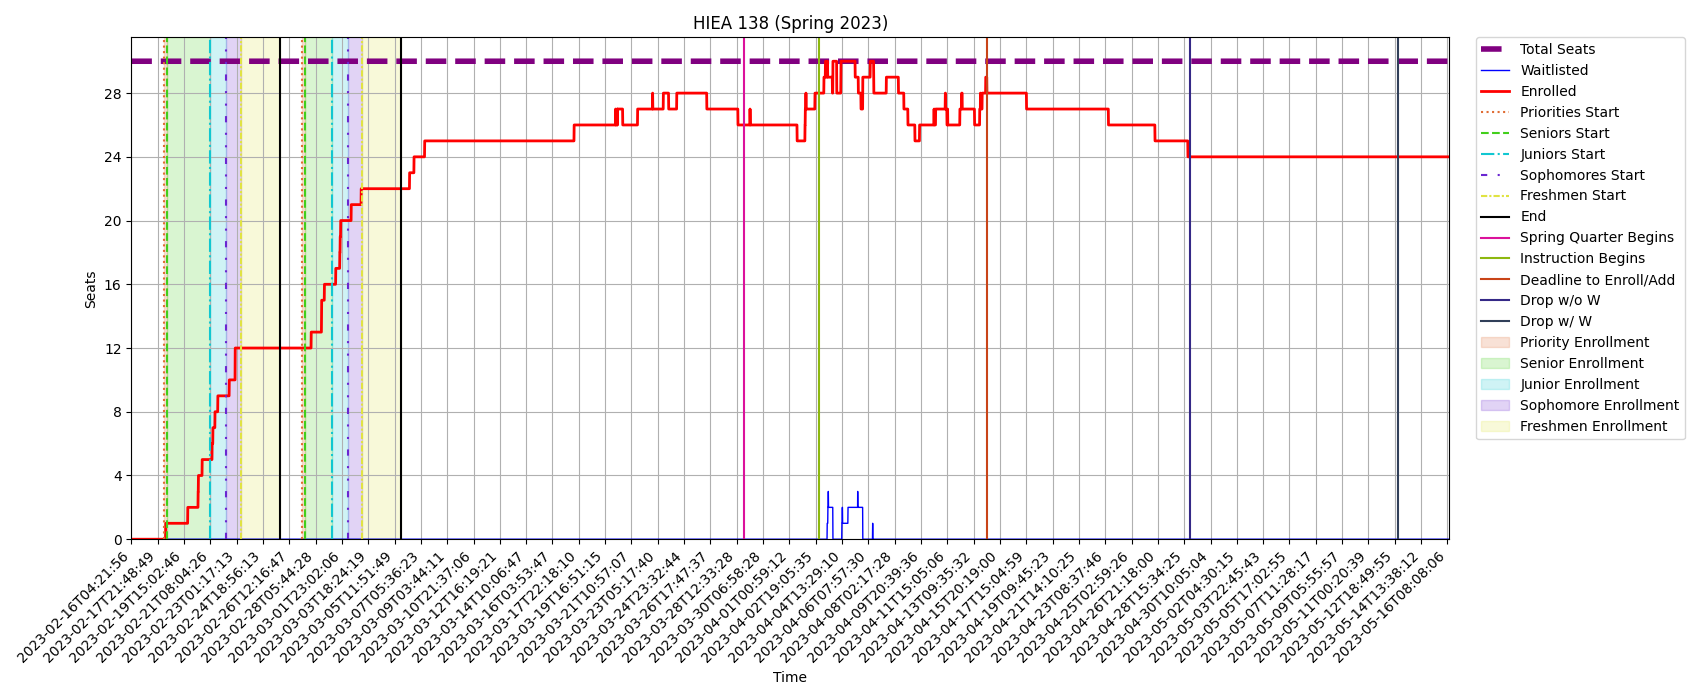 HIEA 138 (Spring 2023)
Seats
28
24
20
16
12
8
4
0
2023-02-16T04:21:56
2023-02-17T21:48:49
2023-02-19T15:02:46
2023-02-21T08:04:26
2023-02-23T01:17:13
2023-02-24T18:56:13
2023-02-26T12:16:47
2023-02-28T05:44:28
2023-03-01T23:02:06
2023-03-03T18:24:19
2023-03-05T11:51:49
2023-03-07T05:36:23
2023-03-09T03:44:11
2023-03-10T21:37:06
2023-03-12T16:19:21
2023-03-14T10:06:47
2023-03-16T03:53:47
2023-03-17T22:18:10
2023-03-19T16:51:15
2023-03-21T10:57:07
2023-03-23T05:17:40
2023-03-24T23:32:44
2023-03-26T17:47:37
2023-03-28T12:33:28
2023-03-30T06:58:28
2023-04-01T00:59:12
2023-04-02T19:05:35
2023-04-04T13:29:10
2023-04-06T07:57:30
2023-04-08T02:17:28
2023-04-09T20:39:36
2023-04-11T15:05:06
2023-04-13T09:35:32
2023-04-15T20:19:00
2023-04-17T15:04:59
2023-04-19T09:45:23
2023-04-21T14:10:25
2023-04-23T08:37:46
2023-04-25T02:59:26
2023-04-26T21:18:00
2023-04-28T15:34:25
2023-04-30T10:05:04
2023-05-02T04:30:15
2023-05-03T22:45:43
2023-05-05T17:02:55
2023-05-07T11:28:17
2023-05-09T05:55:57
2023-05-11T00:20:39
2023-05-12T18:49:55
2023-05-14T13:38:12
2023-05-16T08:08:06
Time
Total Seats
Waitlisted
Enrolled
Priorities Start
Seniors Start
Juniors Start
Sophomores Start
Freshmen Start
End
Spring Quarter Begins
Instruction Begins
Deadline to Enroll/Add
Drop w/o W
Drop w/ W
Priority Enrollment
Senior Enrollment
Junior Enrollment
Sophomore Enrollment
Freshmen Enrollment